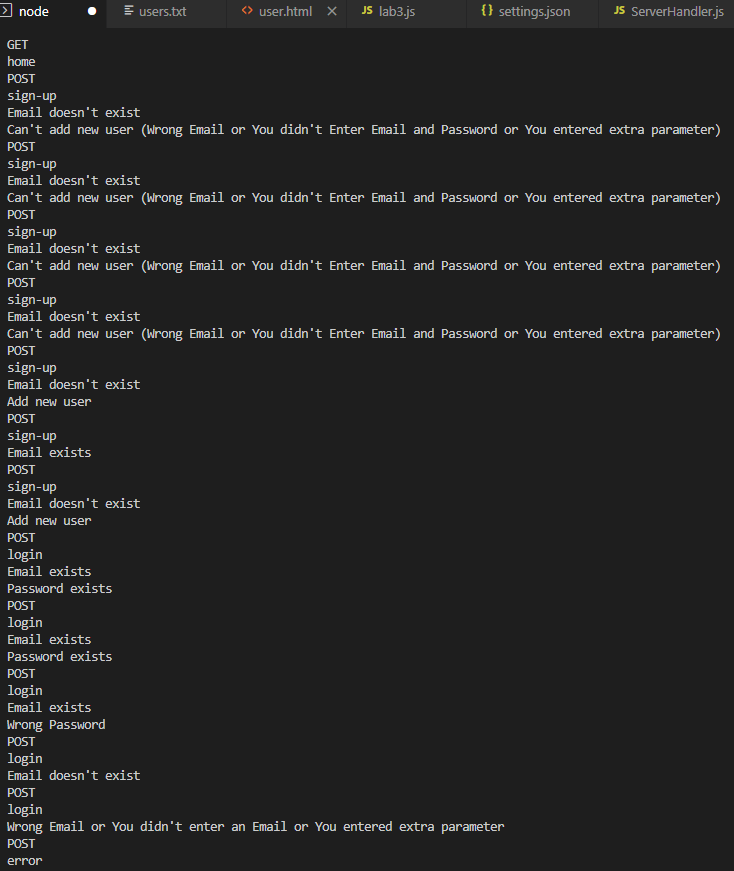 node users.txt user.html JS lab3.js {} settings.json JS ServerHandler.js
GET
home
POST
sign-up
Email doesn't exist
Can't add new user (Wrong Email or You didn't Enter Email and Password or You entered extra parameter)
POST
sign-up
Email doesn't exist
Can't add new user (Wrong Email or You didn't Enter Email and Password or You entered extra parameter)
POST
sign-up
Email doesn't exist
Can't add new user (Wrong Email or You didn't Enter Email and Password or You entered extra parameter)
POST
sign-up
Email doesn't exist
Can't add new user (Wrong Email or You didn't Enter Email and Password or You entered extra parameter)
POST
sign-up
Email doesn't exist
Add new user
POST
sign-up
Email exists
POST
sign-up
Email doesn't exist
Add new user
POST
login
Email exists
Password exists
POST
login
Email exists
Password exists
POST
login
Email exists
Wrong Password
POST
login
Email doesn't exist
POST
login
Wrong Email or You didn't enter an Email or You entered extra parameter
POST
error